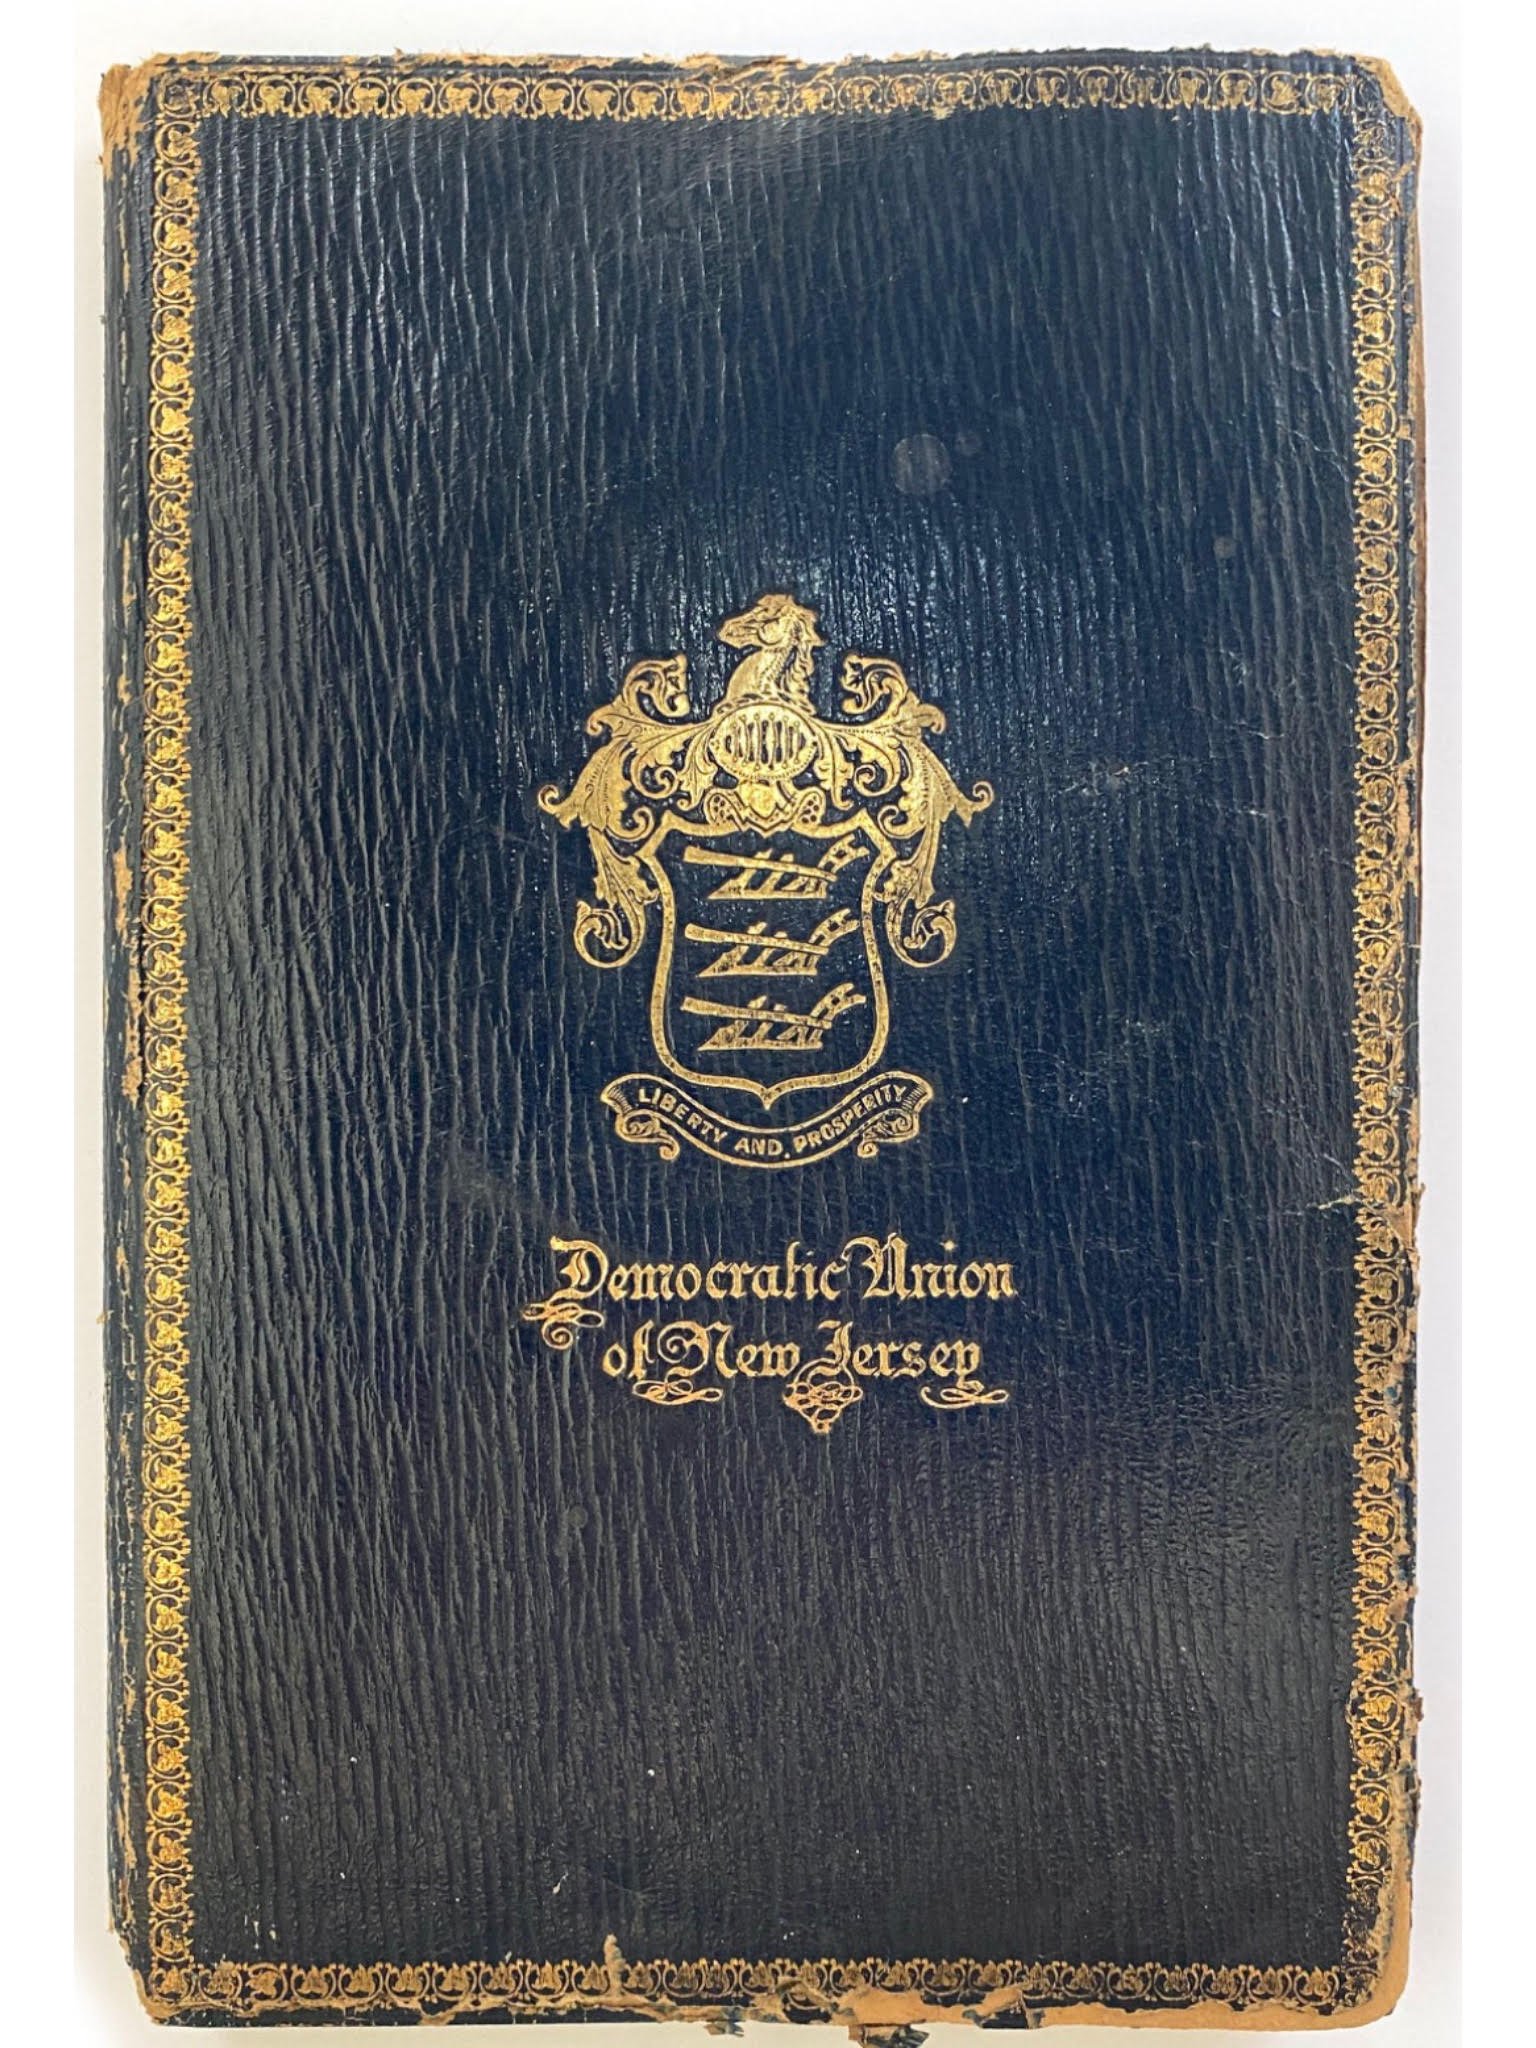 LIBERTY AND PROSPERITY
Democratic Union
of New Jersey